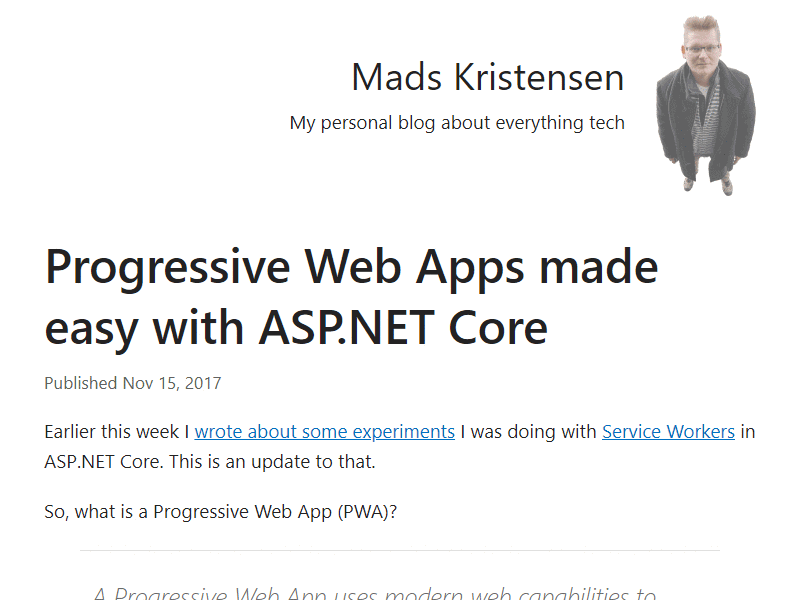 Mads Kristensen
My personal blog about everything tech
Progressive Web Apps made
easy with ASP.NET Core
Published Nov 15, 2017
Earlier this week I wrote about some experiments I was doing with Service Workers in
ASP.NET Core. This is an update to that.
So, what is a Progressive Web App (PWA)?
A Progressive Web App uses modern web capabilities to